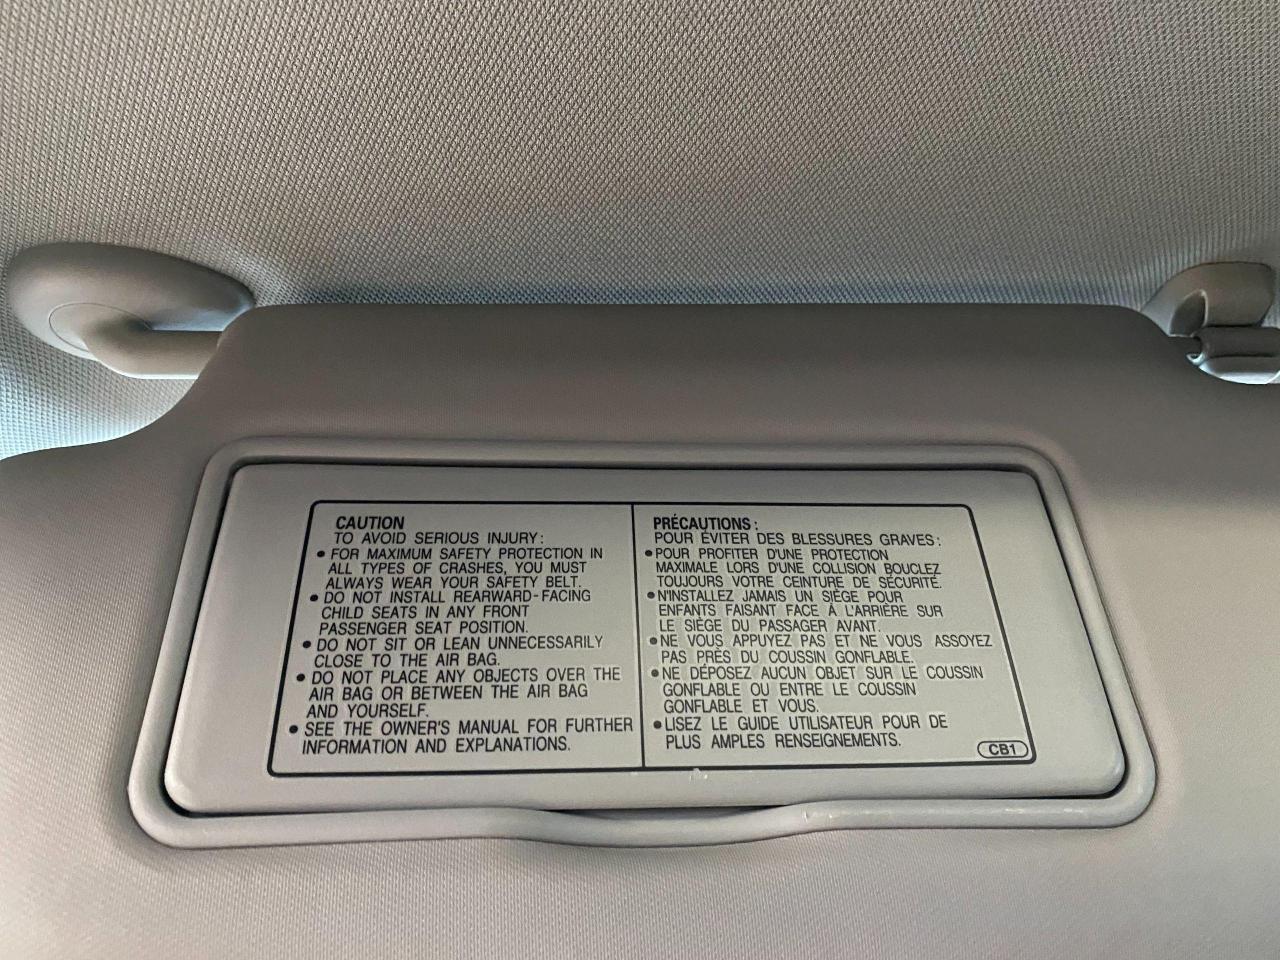 CAUTION
TO AVOID SERIOUS INJURY:
• FOR MAXIMUM SAFETY PROTECTION IN
ALL TYPES OF CRASHES, YOU MUST
ALWAYS WEAR YOUR SAFETY BELT.
• DO NOT INSTALL REARWARD-FACING
CHILD SEATS IN ANY FRONT
PASSENGER SEAT POSITION.
• DO NOT SIT OR LEAN UNNECESSARILY
CLOSE TO THE AIR BAG.
• DO NOT PLACE ANY OBJECTS OVER THE
AIR BAG OR BETWEEN THE AIR BAG
AND YOURSELF.
• SEE THE OWNER'S MANUAL FOR FURTHER
INFORMATION AND EXPLANATIONS.
PRÉCAUTIONS:
POUR ÉVITER DES BLESSURES GRAVES:
• POUR PROFITER D'UNE PROTECTION
MAXIMALE LORS D'UNE COLLISION BOUCLEZ
TOUJOURS VOTRE CEINTURE DE SÉCURITÉ.
• N'INSTALLEZ JAMAIS UN SIÈGE POUR
ENFANTS FAISANT FACE À L'ARRIÈRE SUR
LE SIÈGE DU PASSAGER AVANT.
• NE VOUS APPUYEZ PAS ET NE VOUS ASSOYEZ
PAS PRÈS DU COUSSIN GONFLABLE.
• NE DÉPOSEZ AUCUN OBJET SUR LE COUSSIN
GONFLABLE OU ENTRE LE COUSSIN
GONFLABLE ET VOUS.
• LISEZ LE GUIDE UTILISATEUR POUR DE
PLUS AMPLES RENSEIGNEMENTS.
CB1